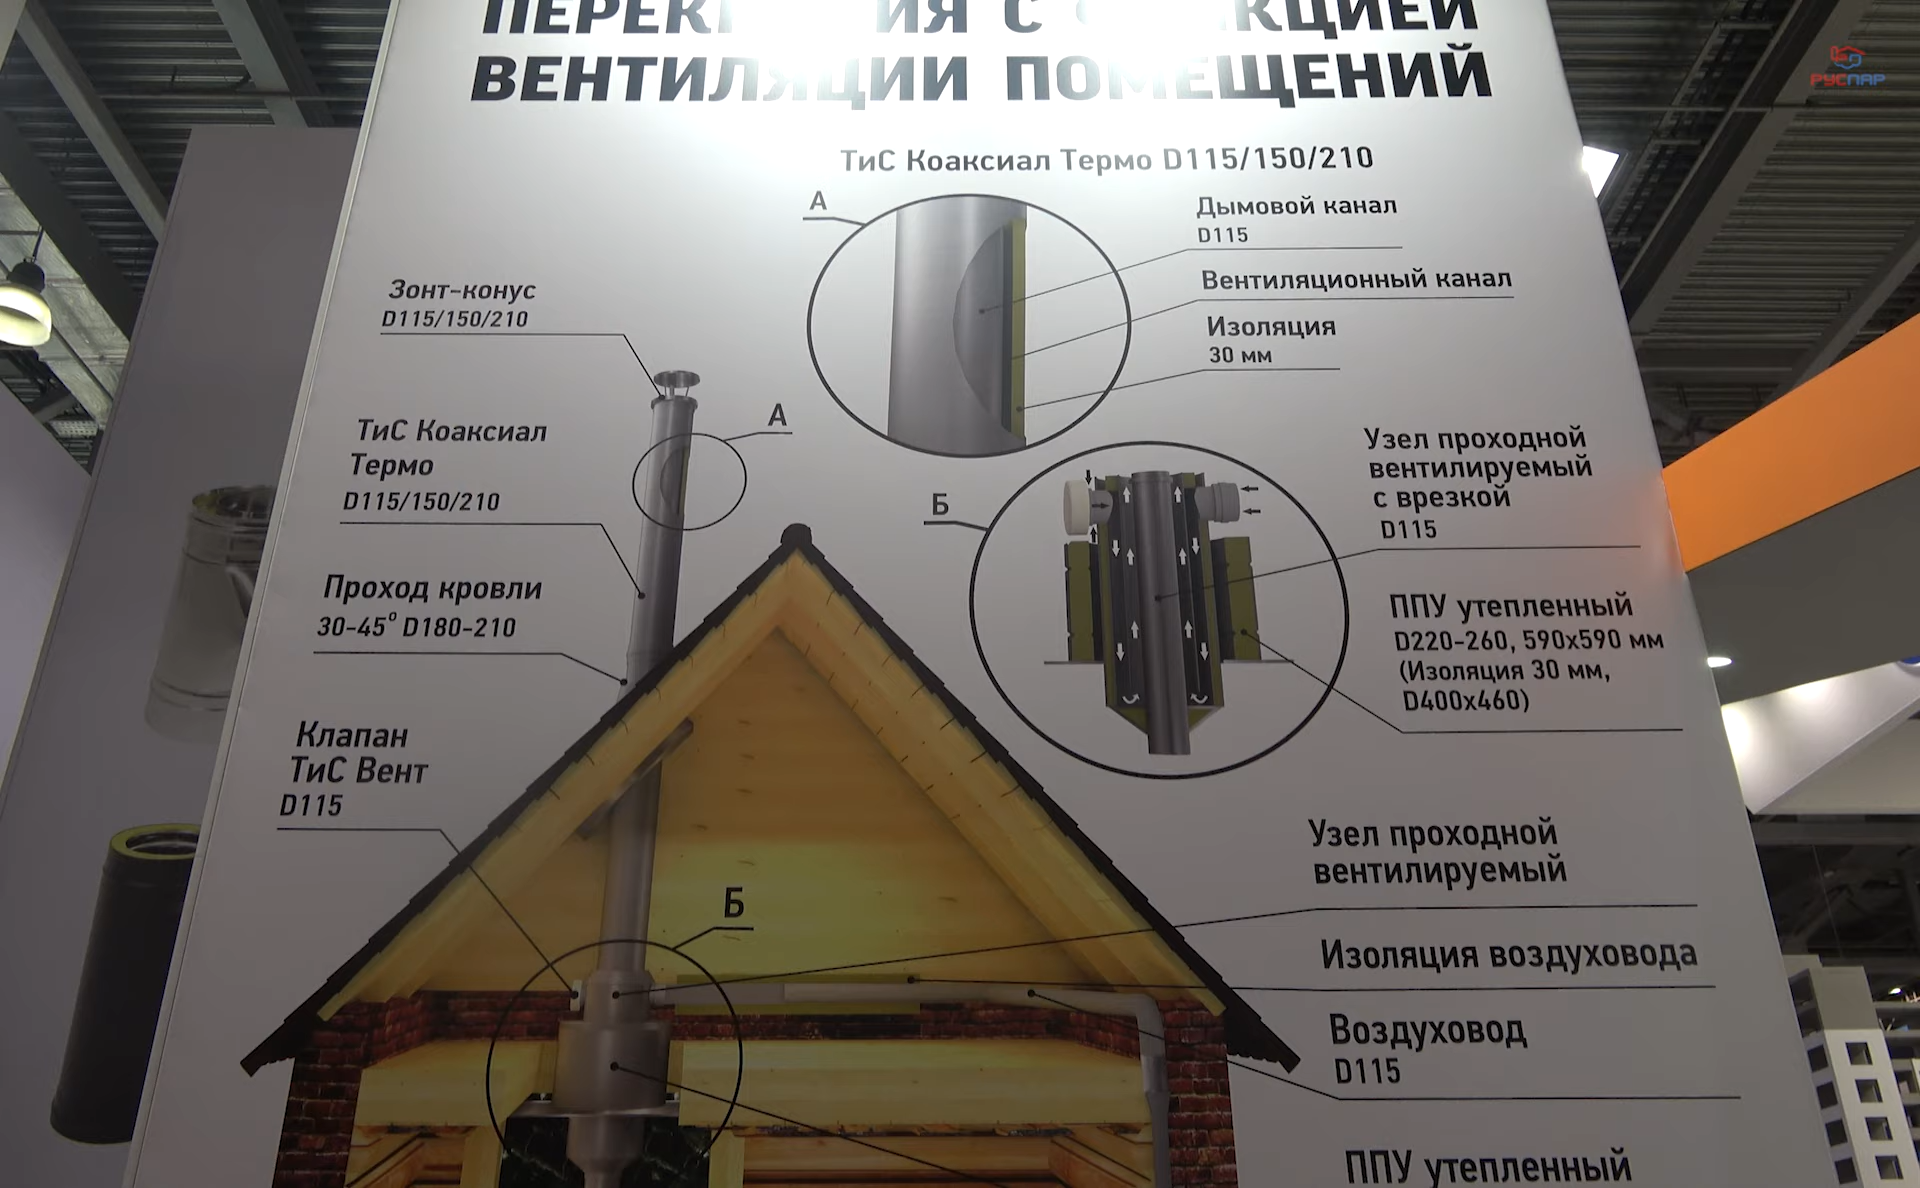 ВЕНТИЛЯЦИИ ПОМЕЩЕНИЙ
РУСПАР
ТиС Коаксиал Термо D115/150/210
А
Дымовой канал
D115
Вентиляционный канал
Изоляция
30 мм
Зонт-конус
D115/150/210
ТиС Коаксиал
Термо
D115/150/210
А
Проход кровли
30-45° D180-210
Клапан
ТиС Вент
D115
Б
Б
Узел проходной
вентилируемый
с врезкой
D115
ППУ утепленный
D220-260, 590х590 мм
(Изоляция 30 мм,
D400х460)
Узел проходной
вентилируемый
Изоляция воздуховода
Воздуховод
D115
ППУ утепленный